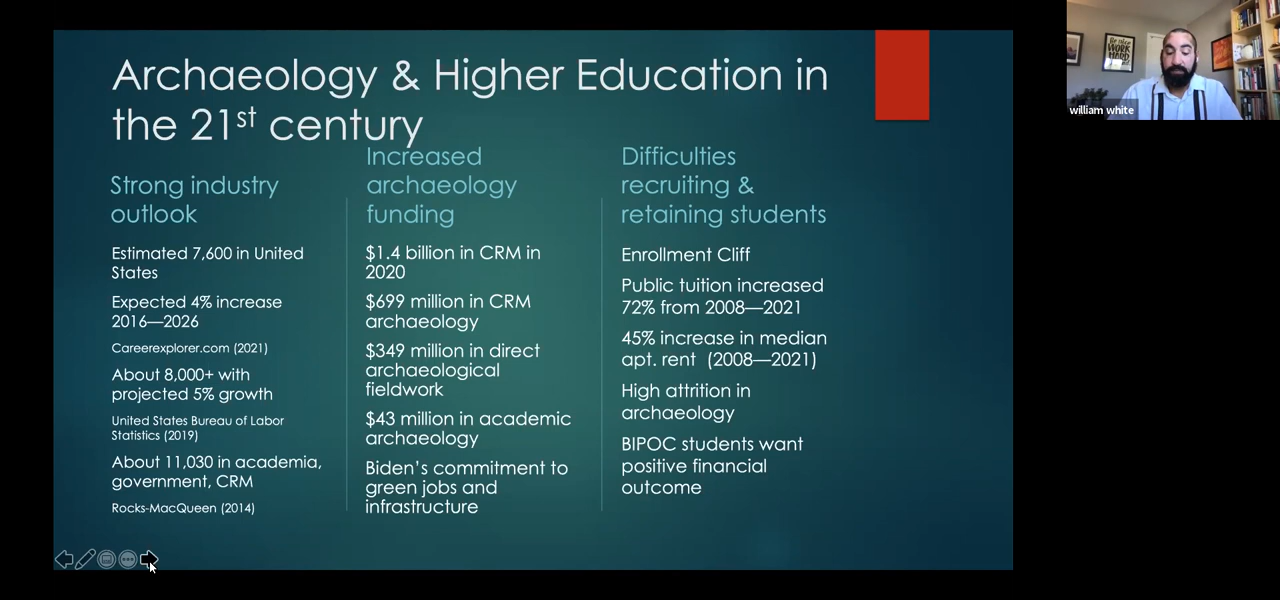 Archaeology & Higher Education in
the 21st century
Strong industry
outlook
Estimated 7,600 in United
States
Expected 4% increase
2016—2026
Careerexplorer.com (2021)
About 8,000+ with
projected 5% growth
United States Bureau of Labor
Statistics (2019)
About 11,030 in academia,
government, CRM
Rocks-MacQueen (2014)
Increased
archaeology
funding
$1.4 billion in CRM in
2020
$699 million in CRM
archaeology
$349 million in direct
archaeological
fieldwork
$43 million in academic
archaeology
Biden’s commitment to
green jobs and
infrastructure
Difficulties
recruiting &
retaining students
Enrollment Cliff
Public tuition increased
72% from 2008—2021
45% increase in median
apt. rent (2008—2021)
High attrition in
archaeology
BIPOC students want
positive financial
outcome
WORK
HARD
william white